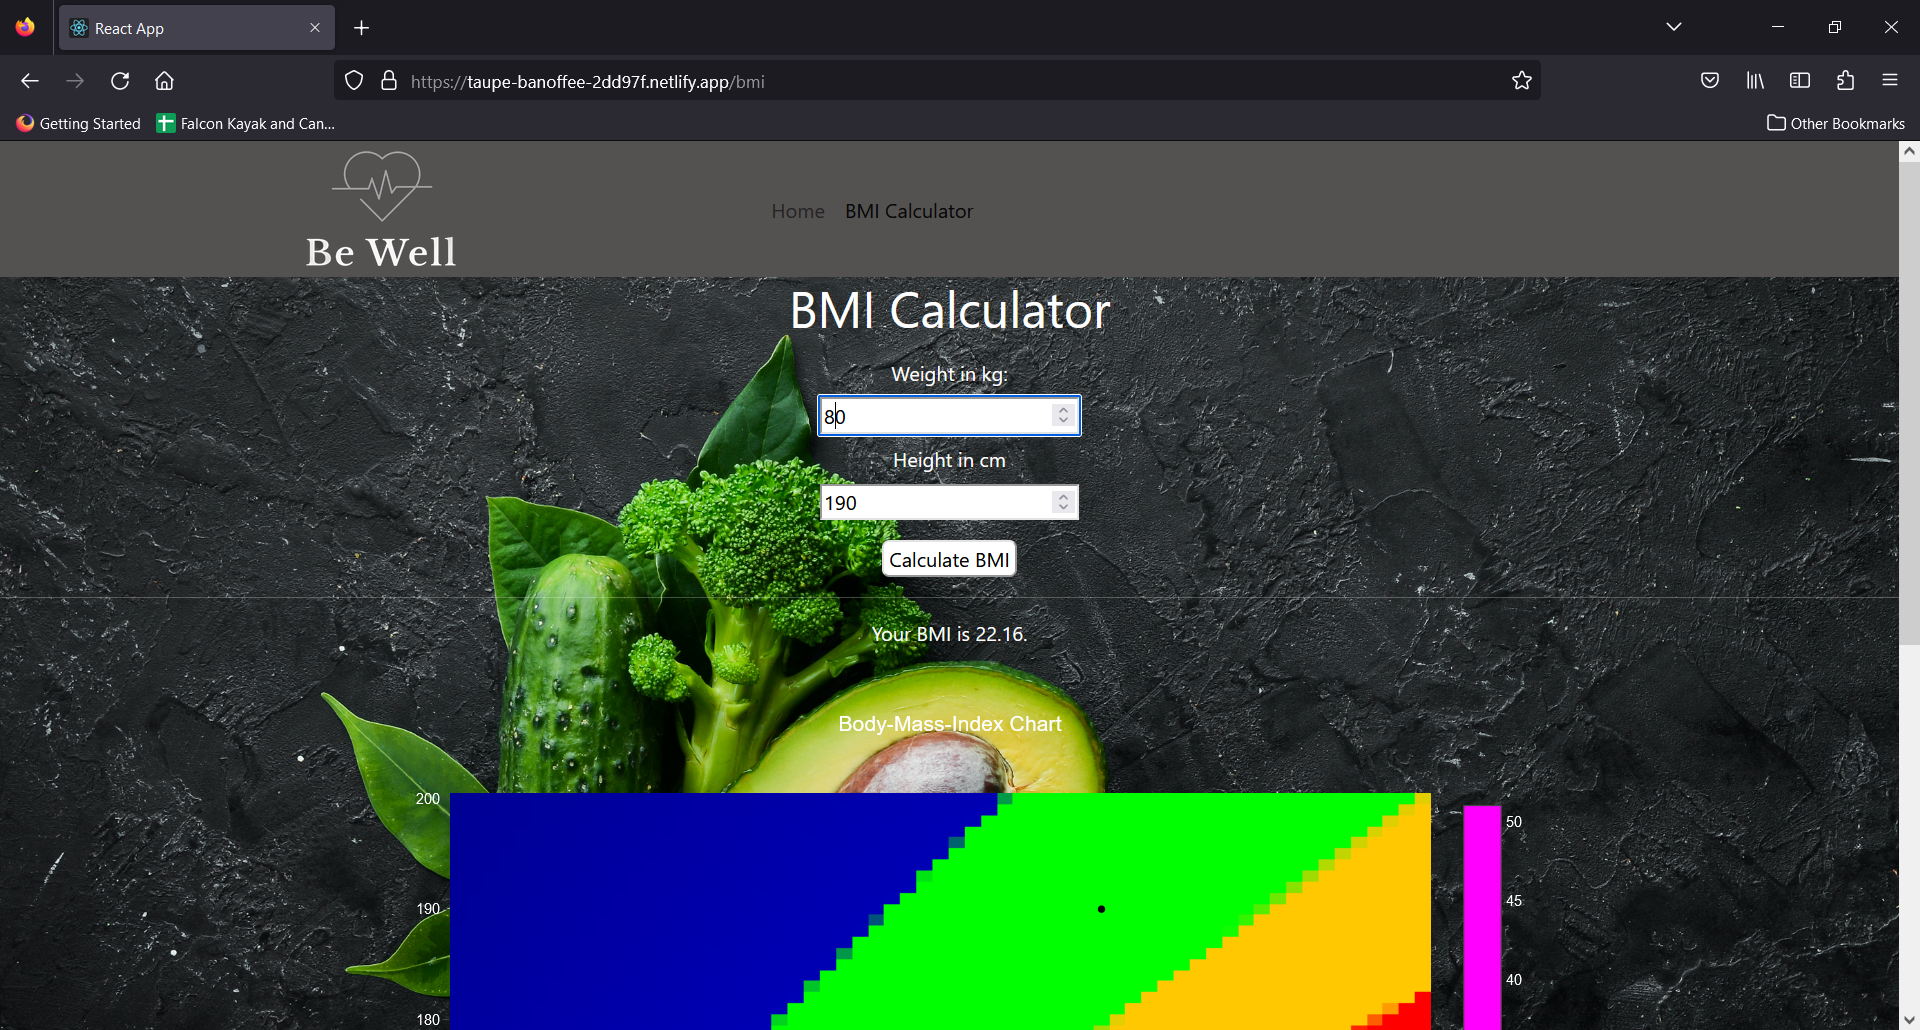 React App
https://taupe-banoffee-2dd97f.netlify.app/bmi
Getting Started
Falcon Kayak and Can...
Other Bookmarks
Be Well
Home
BMI Calculator
BMI Calculator
Weight in kg:
80
Height in cm
190
Calculate BMI
Your BMI is 22.16.
Body-Mass-Index Chart
200
190
180
50
45
40